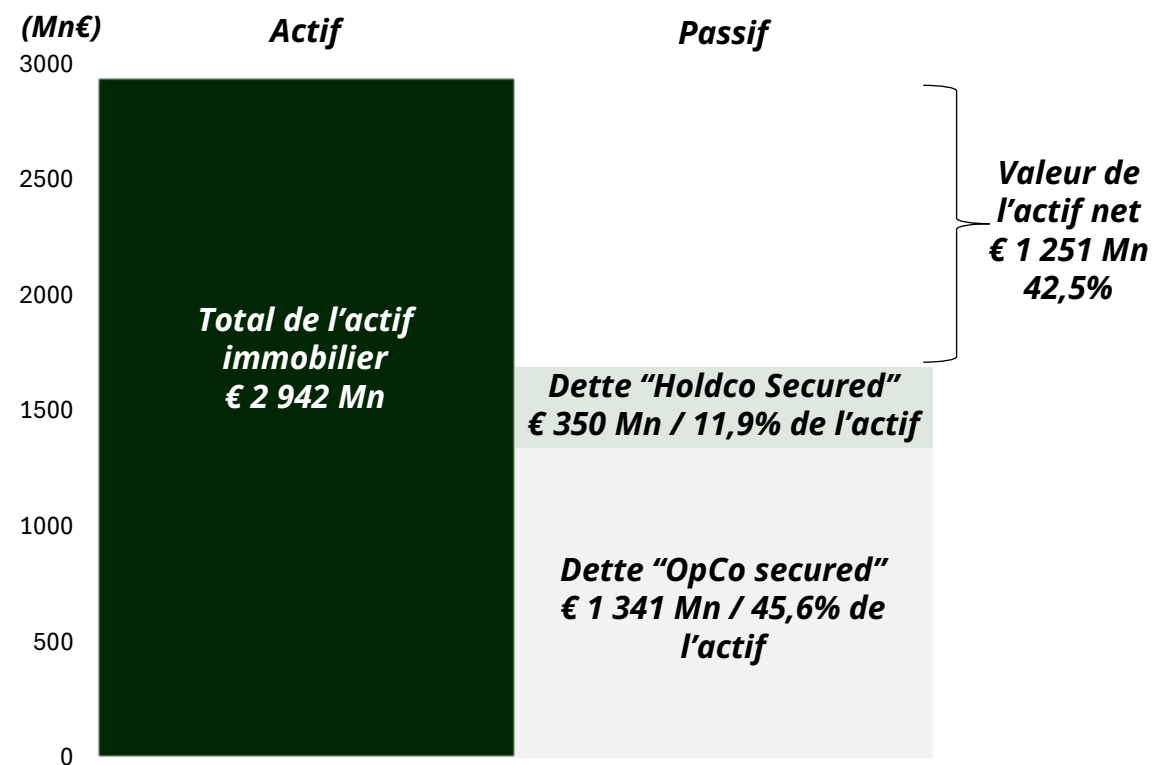 (Mn€)
Actif
Passif
3000
2500
2000
1500
1000
500
0
Total de l’actif
immobilier
€ 2 942 Mn
Dette “Holdco Secured”
€ 350 Mn / 11,9% de l’actif
Dette “OpCo secured”
€ 1 341 Mn / 45,6% de
l’actif
Valeur de
l’actif net
€ 1 251 Mn
42,5%